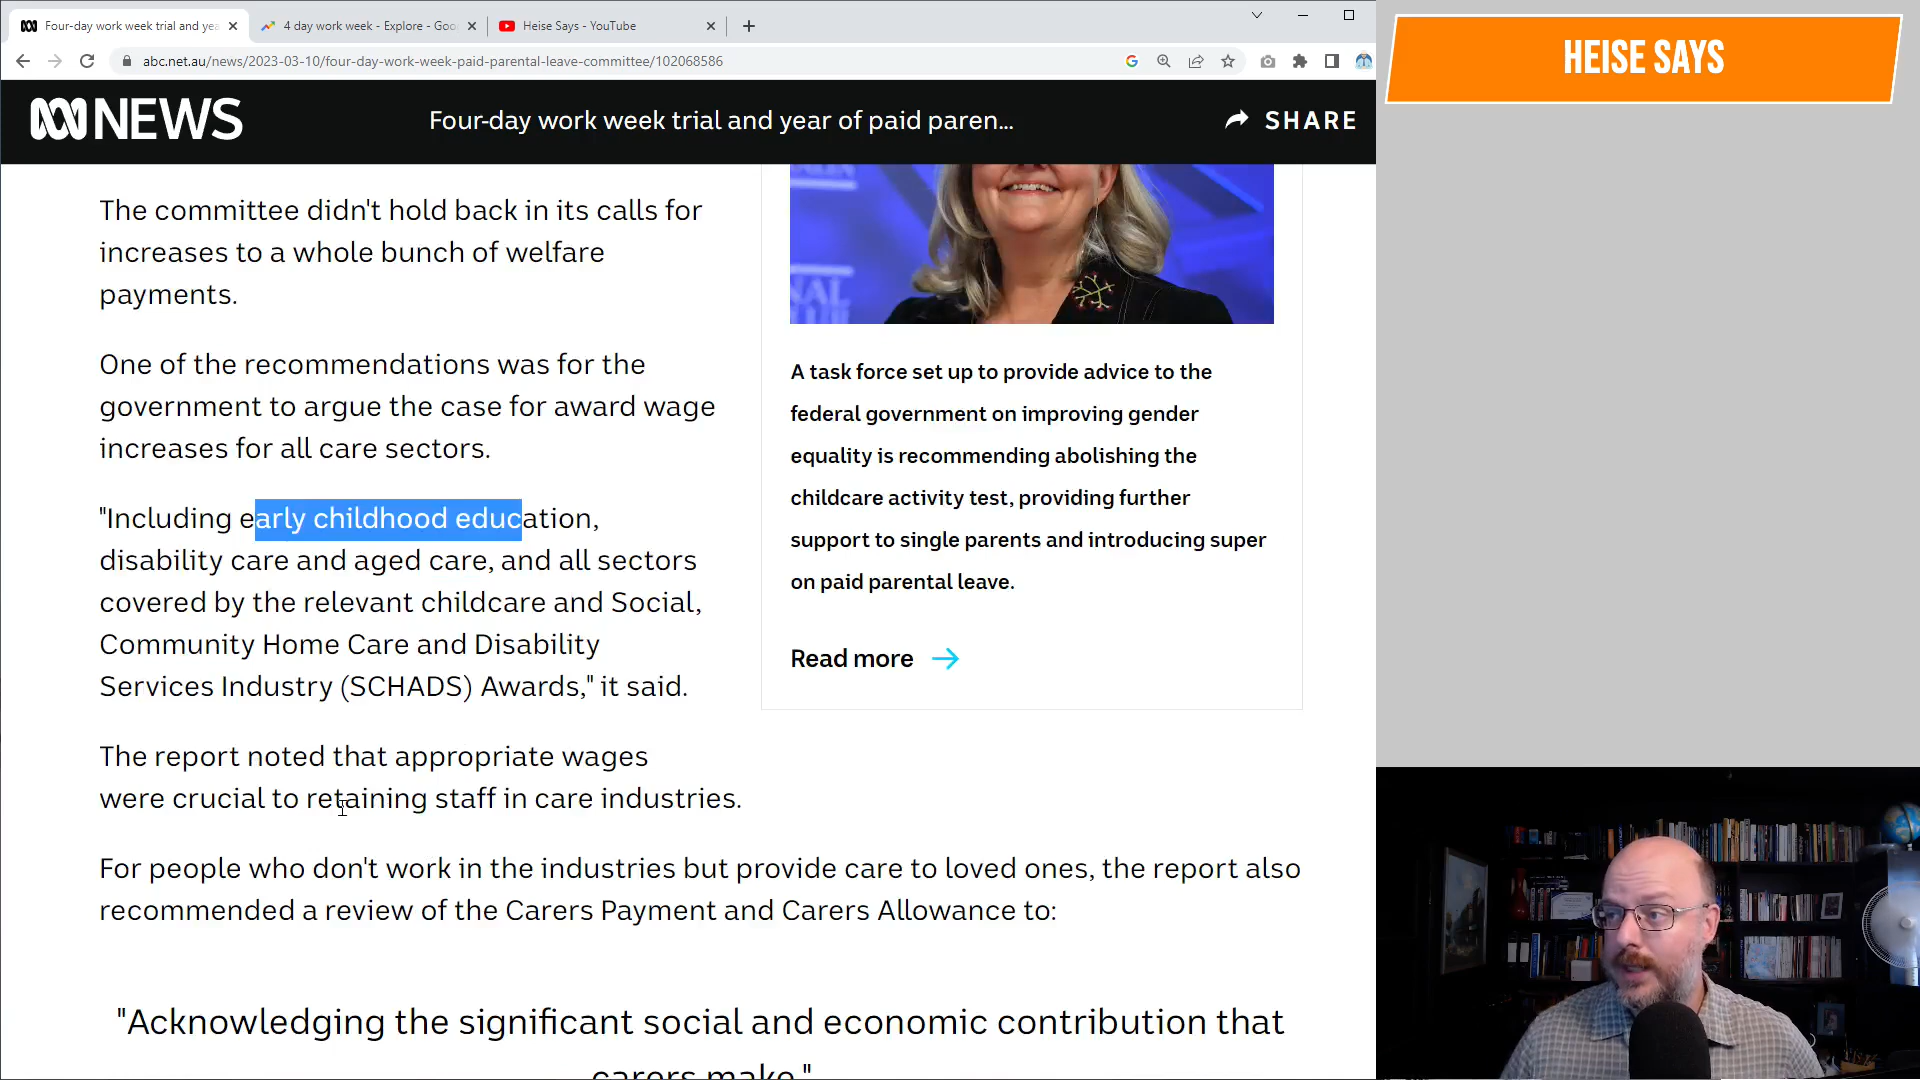 Four-day work week trial and yea
4 day work week - Explore - Goo
Heise Says - YouTube
abc.net.au/news/2023-03-10/four-day-work-week-paid-parental-leave-committee/102068586
HEISE SAYS
NEWS
Four-day work week trial and year of paid paren...
SHARE
The committee didn't hold back in its calls for
increases to a whole bunch of welfare
payments.
One of the recommendations was for the
government to argue the case for award wage
increases for all care sectors.
"Including early childhood education,
disability care and aged care, and all sectors
covered by the relevant childcare and Social,
Community Home Care and Disability
Services Industry (SCHADS) Awards," it said.
The report noted that appropriate wages
were crucial to retaining staff in care industries.
A task force set up to provide advice to the
federal government on improving gender
equality is recommending abolishing the
childcare activity test, providing further
support to single parents and introducing super
on paid parental leave.
Read more
For people who don't work in the industries but provide care to loved ones, the report also
recommended a review of the Carers Payment and Carers Allowance to:
"Acknowledging the significant social and economic contribution that
carers make."